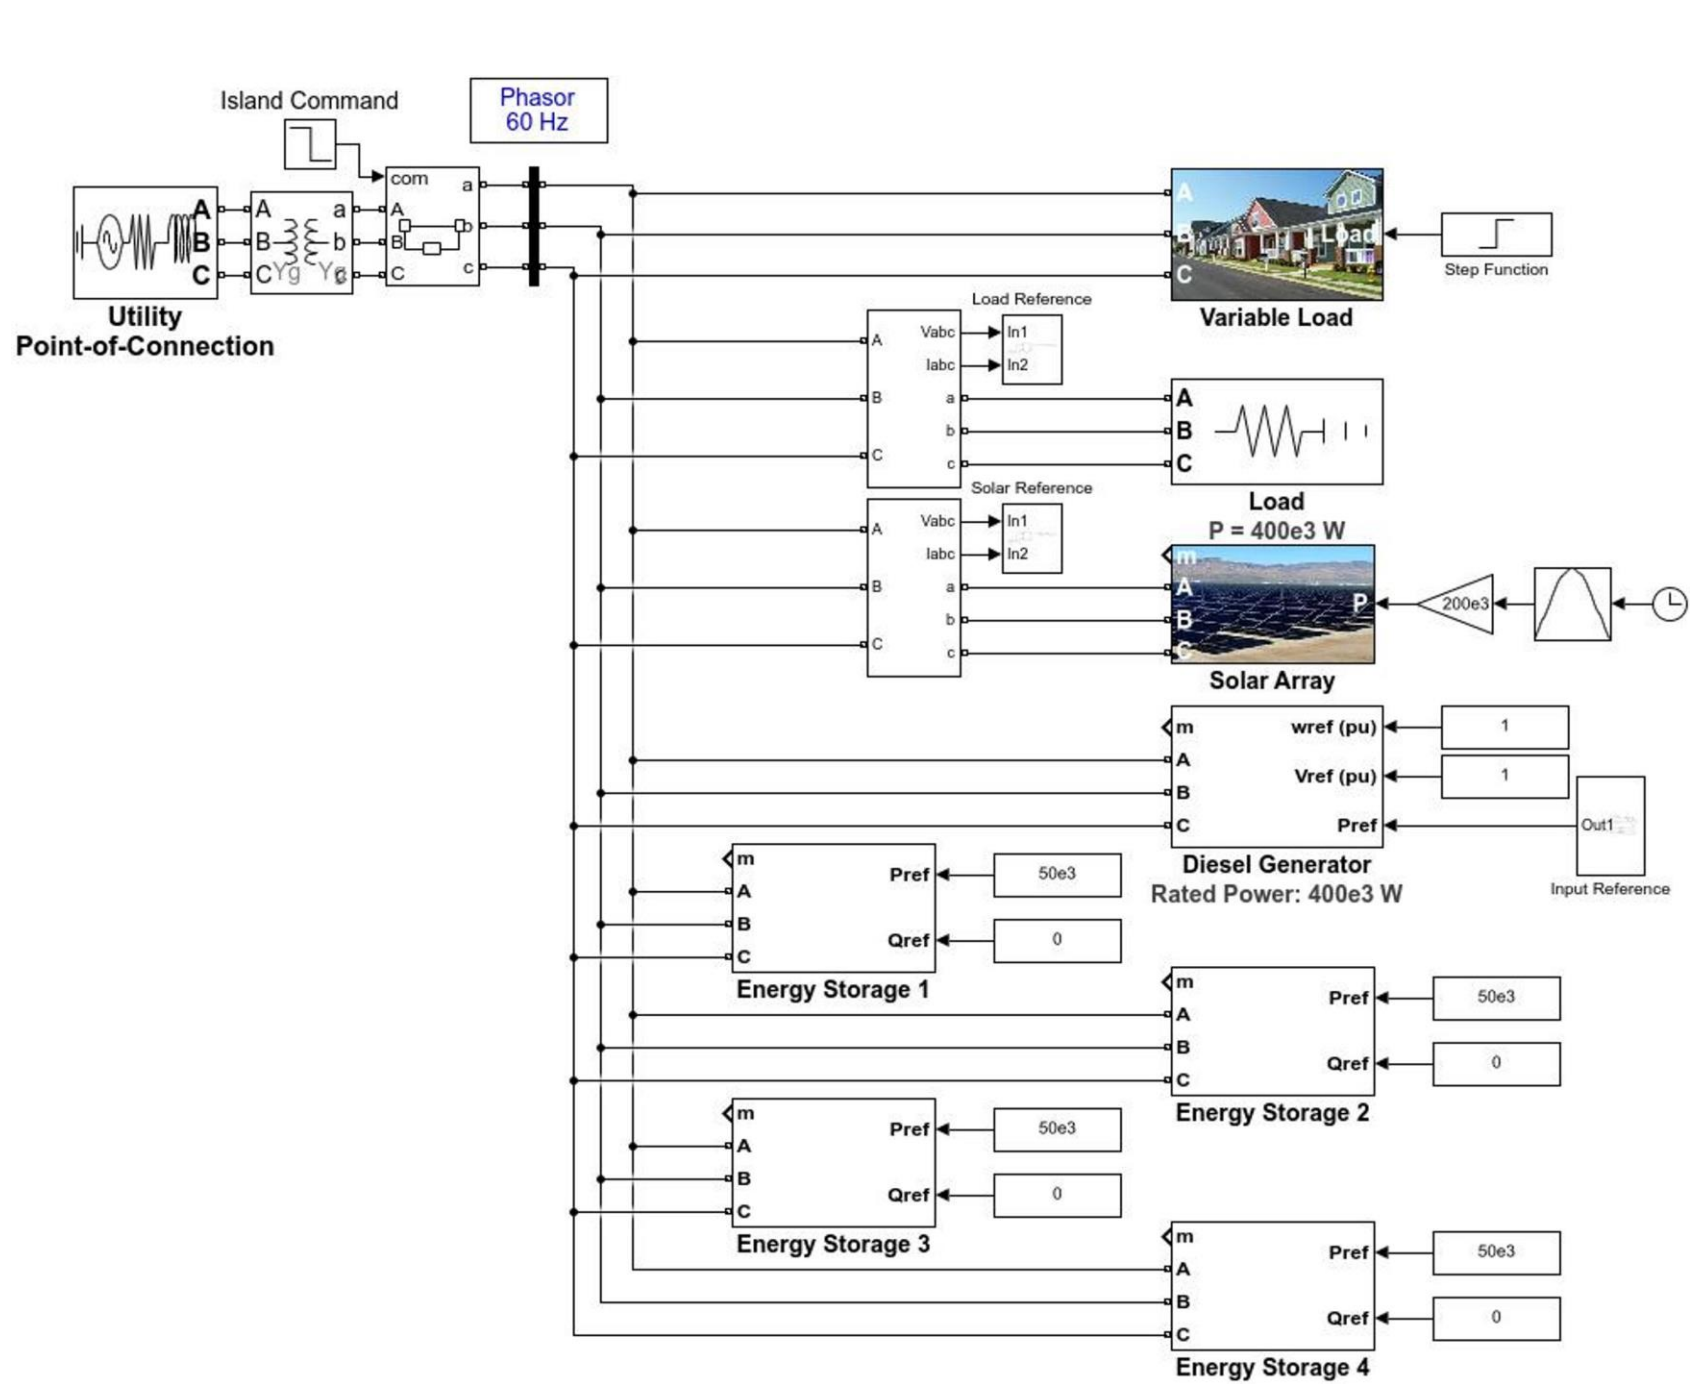 Island Command
Phasor
60 Hz
com
a
A
b
B
c
C
A
B
C
A
B
C
Yg
Yg
a
b
c
Utility
Point-of-Connection
A
B
C
Load
Variable Load
Step Function
Load Reference
A
B
C
Vabc
Iabc
a
b
c
In1
In2
A
B
C
Load
P = 400e3 W
Solar Reference
A
B
C
Vabc
Iabc
a
b
c
In1
In2
m
A
B
C
P
200e3
Solar Array
m
A
B
C
wref (pu)
Vref (pu)
Pref
1
1
Out1
Input Reference
Diesel Generator
Rated Power: 400e3 W
m
A
B
C
Pref
Qref
50e3
0
Energy Storage 1
m
A
B
C
Pref
Qref
50e3
0
Energy Storage 2
m
A
B
C
Pref
Qref
50e3
0
Energy Storage 3
m
A
B
C
Pref
Qref
50e3
0
Energy Storage 4